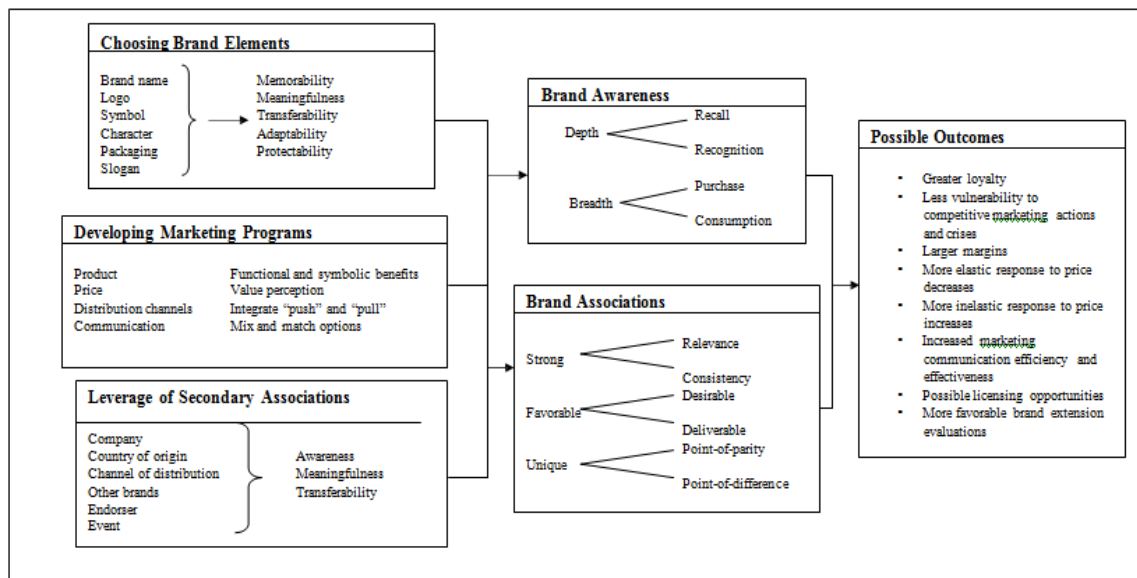 Choosing Brand Elements
Brand name
Logo
Symbol
Character
Packaging
Slogan
Memorability
Meaningfulness
Transferability
Adaptability
Protectability
Developing Marketing Programs
Product
Price
Distribution channels
Communication
Functional and symbolic benefits
Value perception
Integrate “push” and “pull”
Mix and match options
Leverage of Secondary Associations
Company
Country of origin
Channel of distribution
Other brands
Endorser
Event
Awareness
Meaningfulness
Transferability
Brand Awareness
Depth
Recall
Recognition
Breadth
Purchase
Consumption
Brand Associations
Strong
Relevance
Consistency
Favorable
Desirable
Deliverable
Unique
Point-of-parity
Point-of-difference
Possible Outcomes
▪ Greater loyalty
▪ Less vulnerability to
competitive marketing actions
and crises
▪ Larger margins
▪ More elastic response to price
decreases
▪ More inelastic response to price
increases
▪ Increased marketing
communication efficiency and
effectiveness
▪ Possible licensing opportunities
▪ More favorable brand extension
evaluations